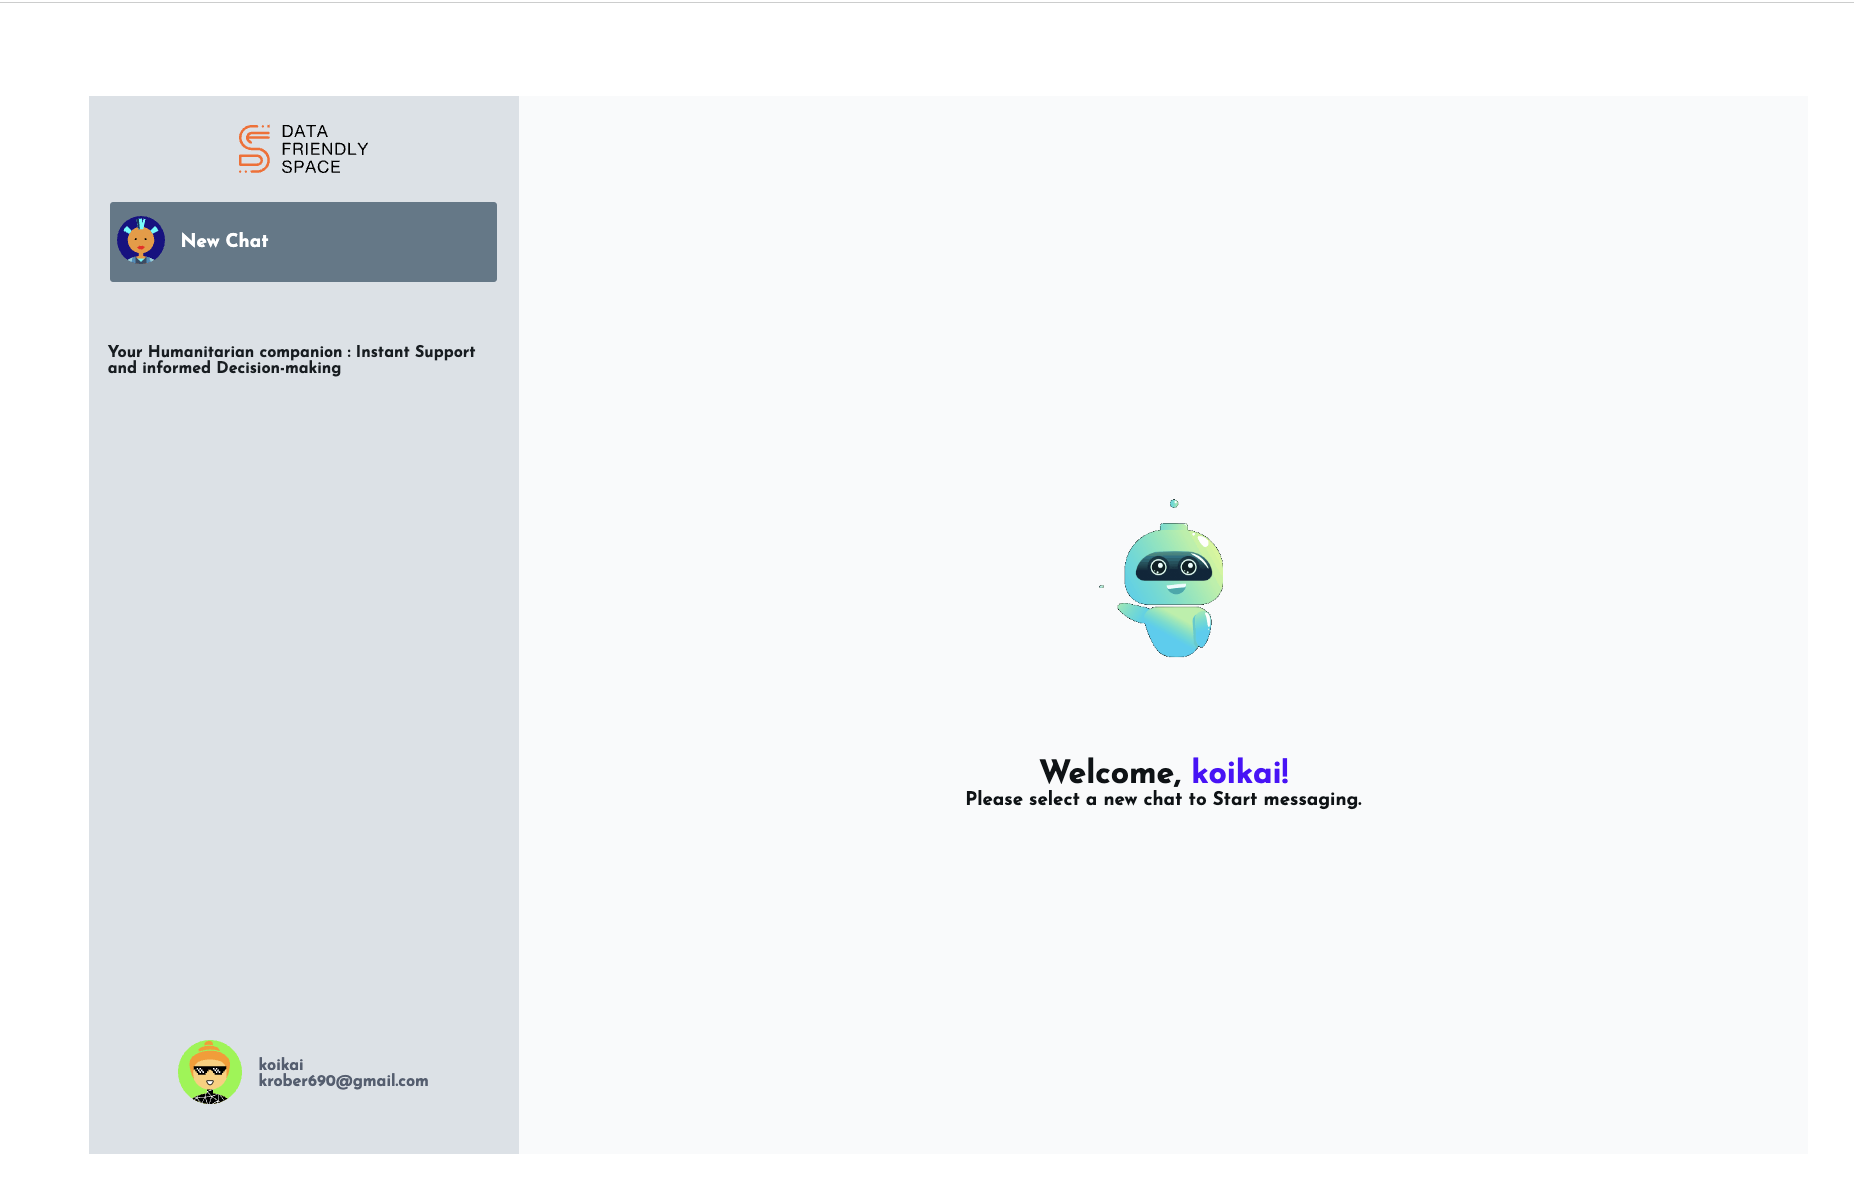 DATA
FRIENDLY
SPACE
New Chat
Your Humanitarian companion : Instant Support
and informed Decision-making
Welcome, koikai!
Please select a new chat to Start messaging.
koikai
krober690@gmail.com